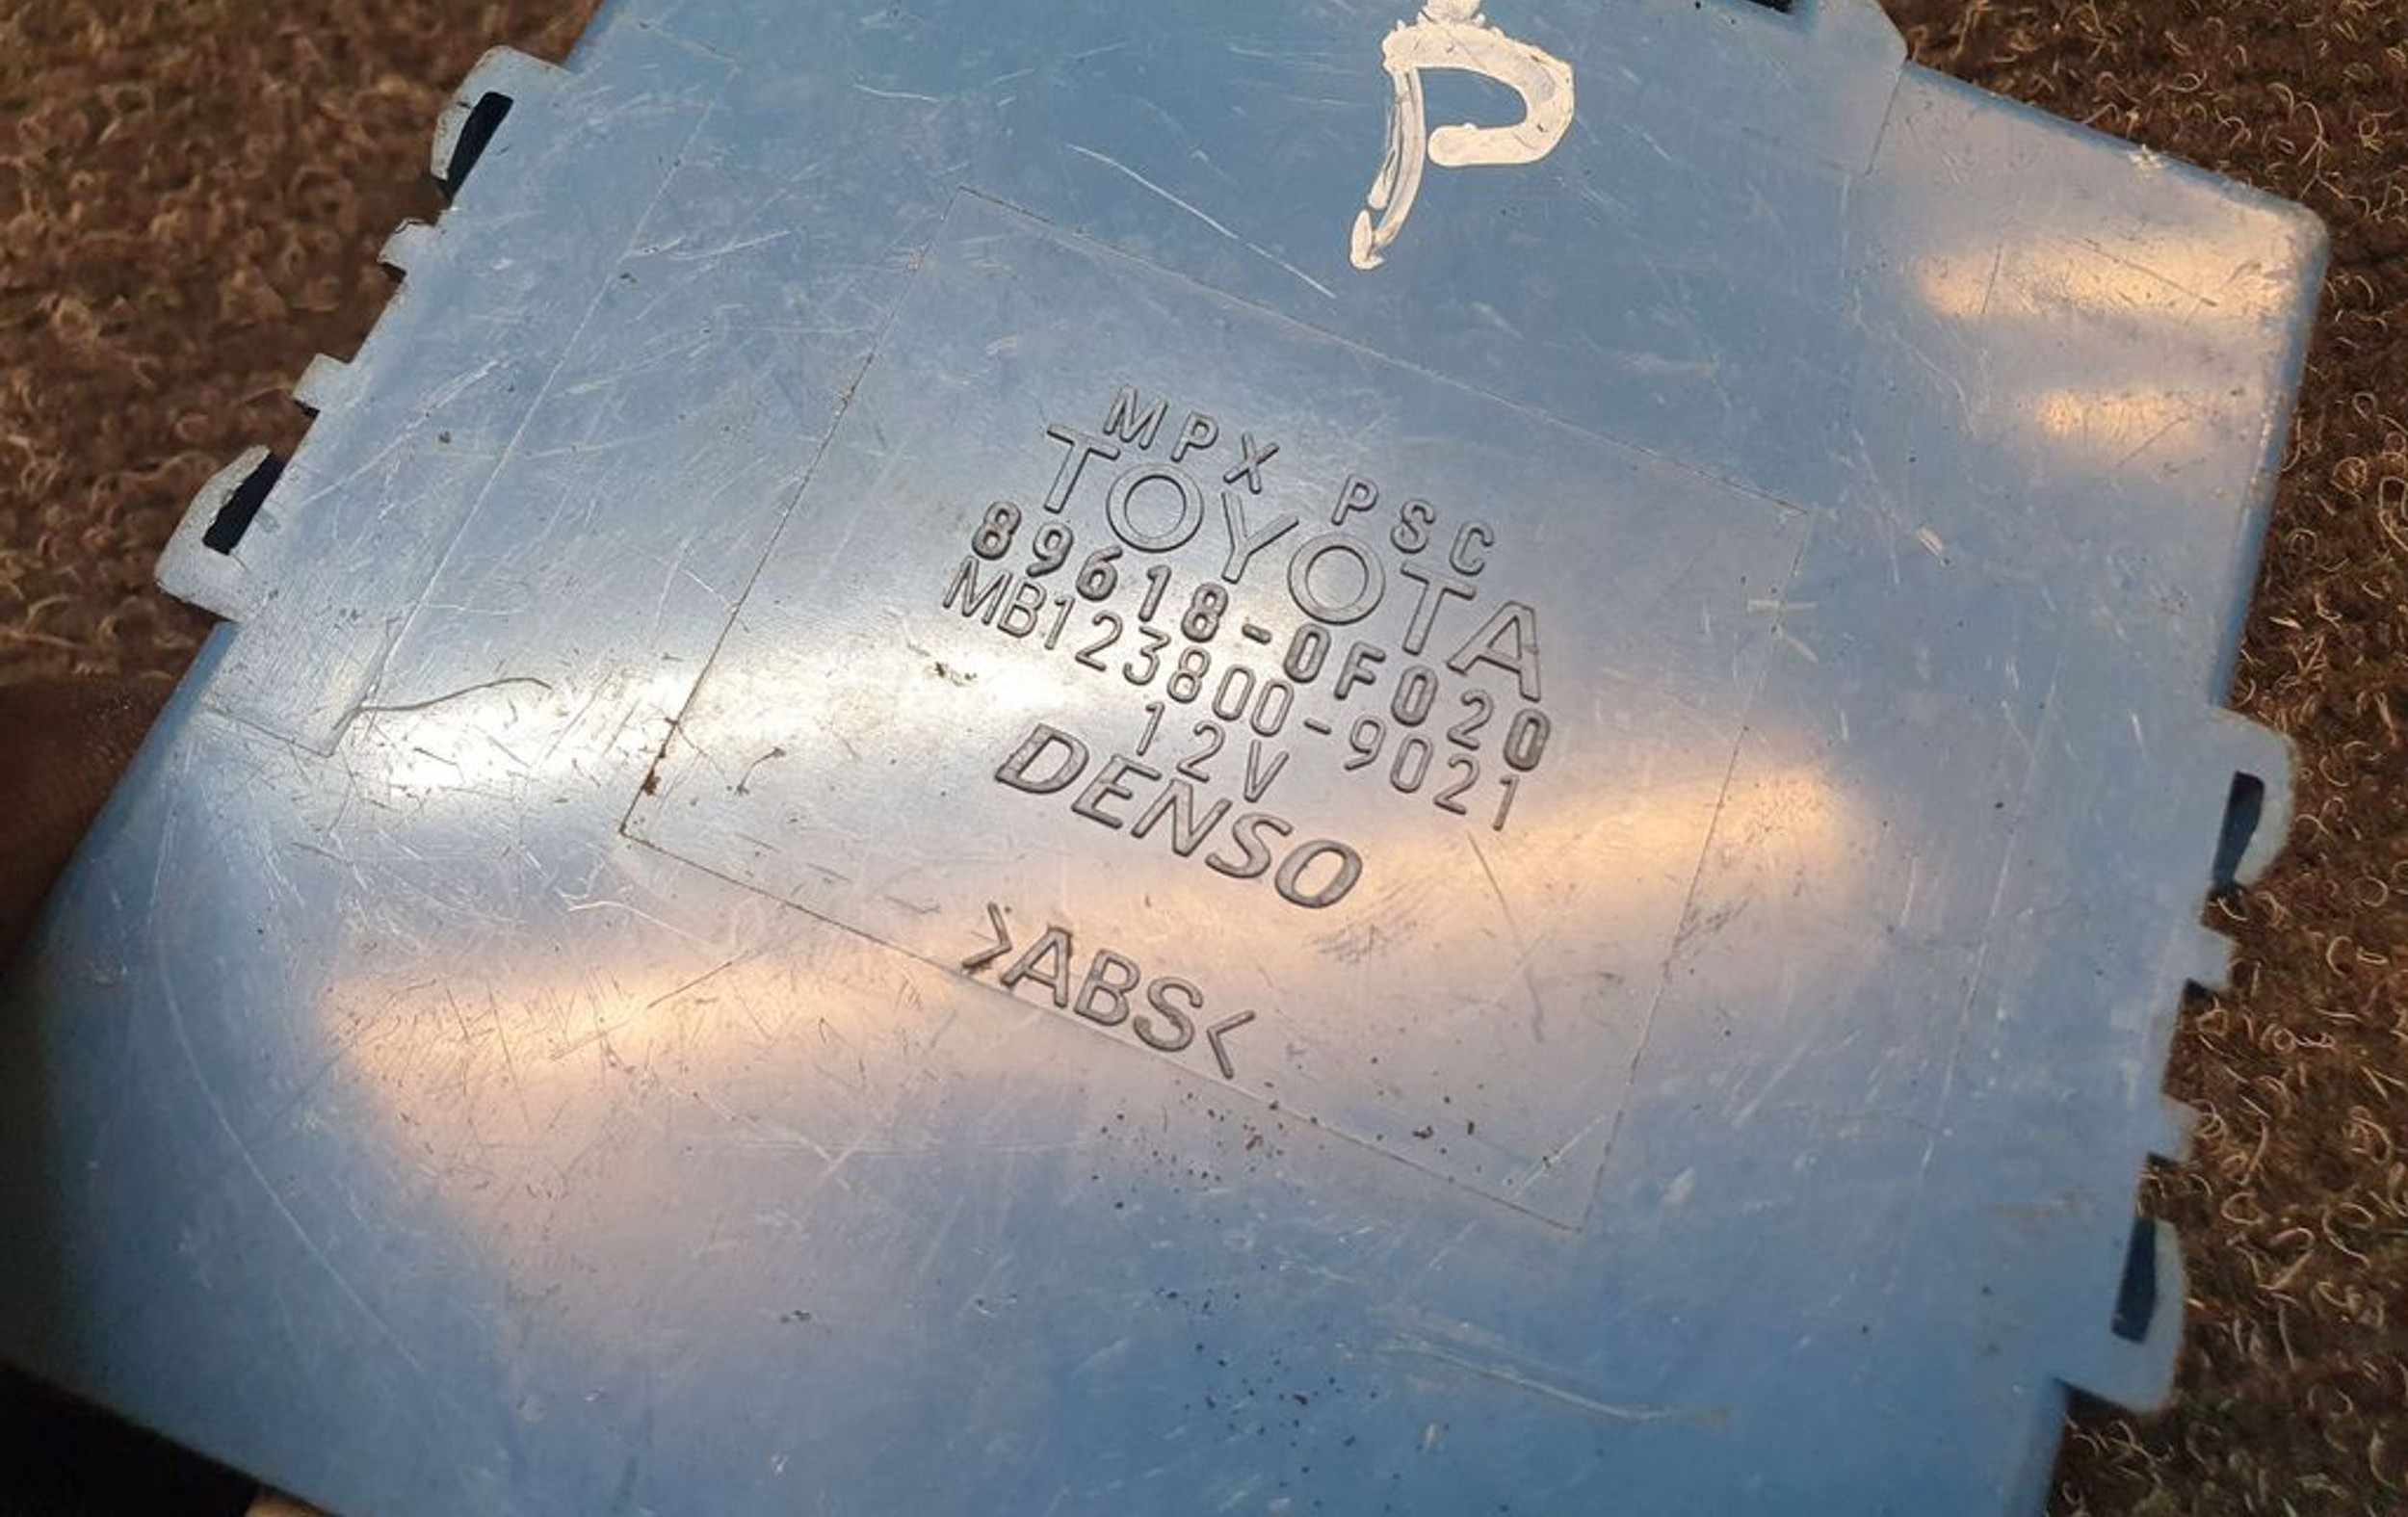 P
MPX PSC
TOYOTA
89618-0F020
MB123800-9021
12V
DENSO
>ABS<